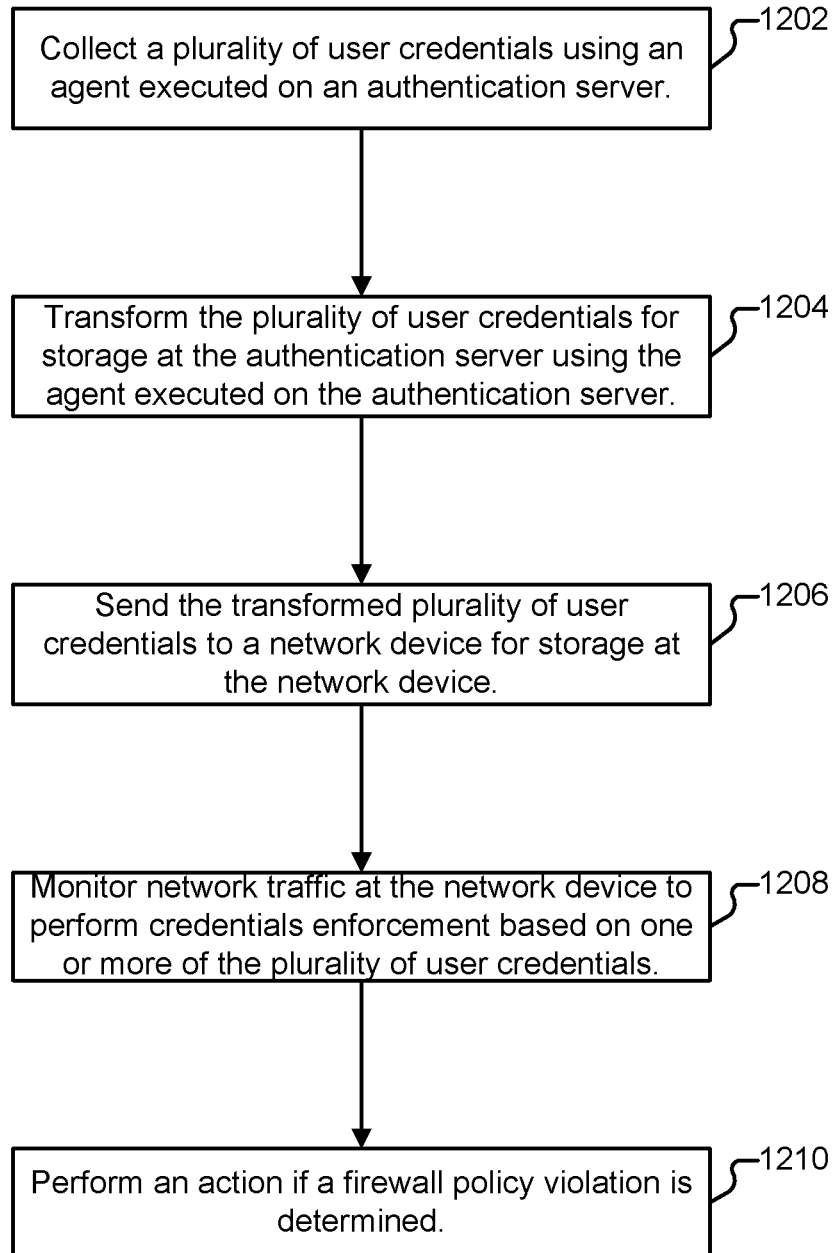 1202
Collect a plurality of user credentials using an
agent executed on an authentication server.
1204
Transform the plurality of user credentials for
storage at the authentication server using the
agent executed on the authentication server.
1206
Send the transformed plurality of user
credentials to a network device for storage at
the network device.
1208
Monitor network traffic at the network device to
perform credentials enforcement based on one
or more of the plurality of user credentials.
1210
Perform an action if a firewall policy violation is
determined.